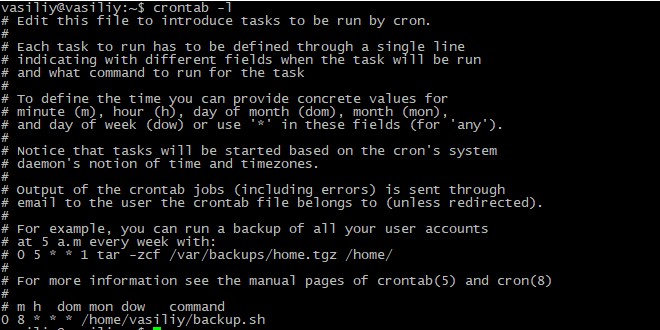 vasiliy@vasiliy:~$ crontab -l
# Edit this file to introduce tasks to be run by cron.
#
# Each task to run has to be defined through a single line
# indicating with different fields when the task will be run
# and what command to run for the task
#
# To define the time you can provide concrete values for
# minute (m), hour (h), day of month (dom), month (mon),
# and day of week (dow) or use '*' in these fields (for 'any').
#
# Notice that tasks will be started based on the cron's system
# daemon's notion of time and timezones.
#
# Output of the crontab jobs (including errors) is sent through
# email to the user the crontab file belongs to (unless redirected).
#
# For example, you can run a backup of all your user accounts
# at 5 a.m every week with:
# 0 5 * * 1 tar -zcf /var/backups/home.tgz /home/
#
# For more information see the manual pages of crontab(5) and cron(8)
#
# m h  dom mon dow   command
0 8 * * * /home/vasiliy/backup.sh